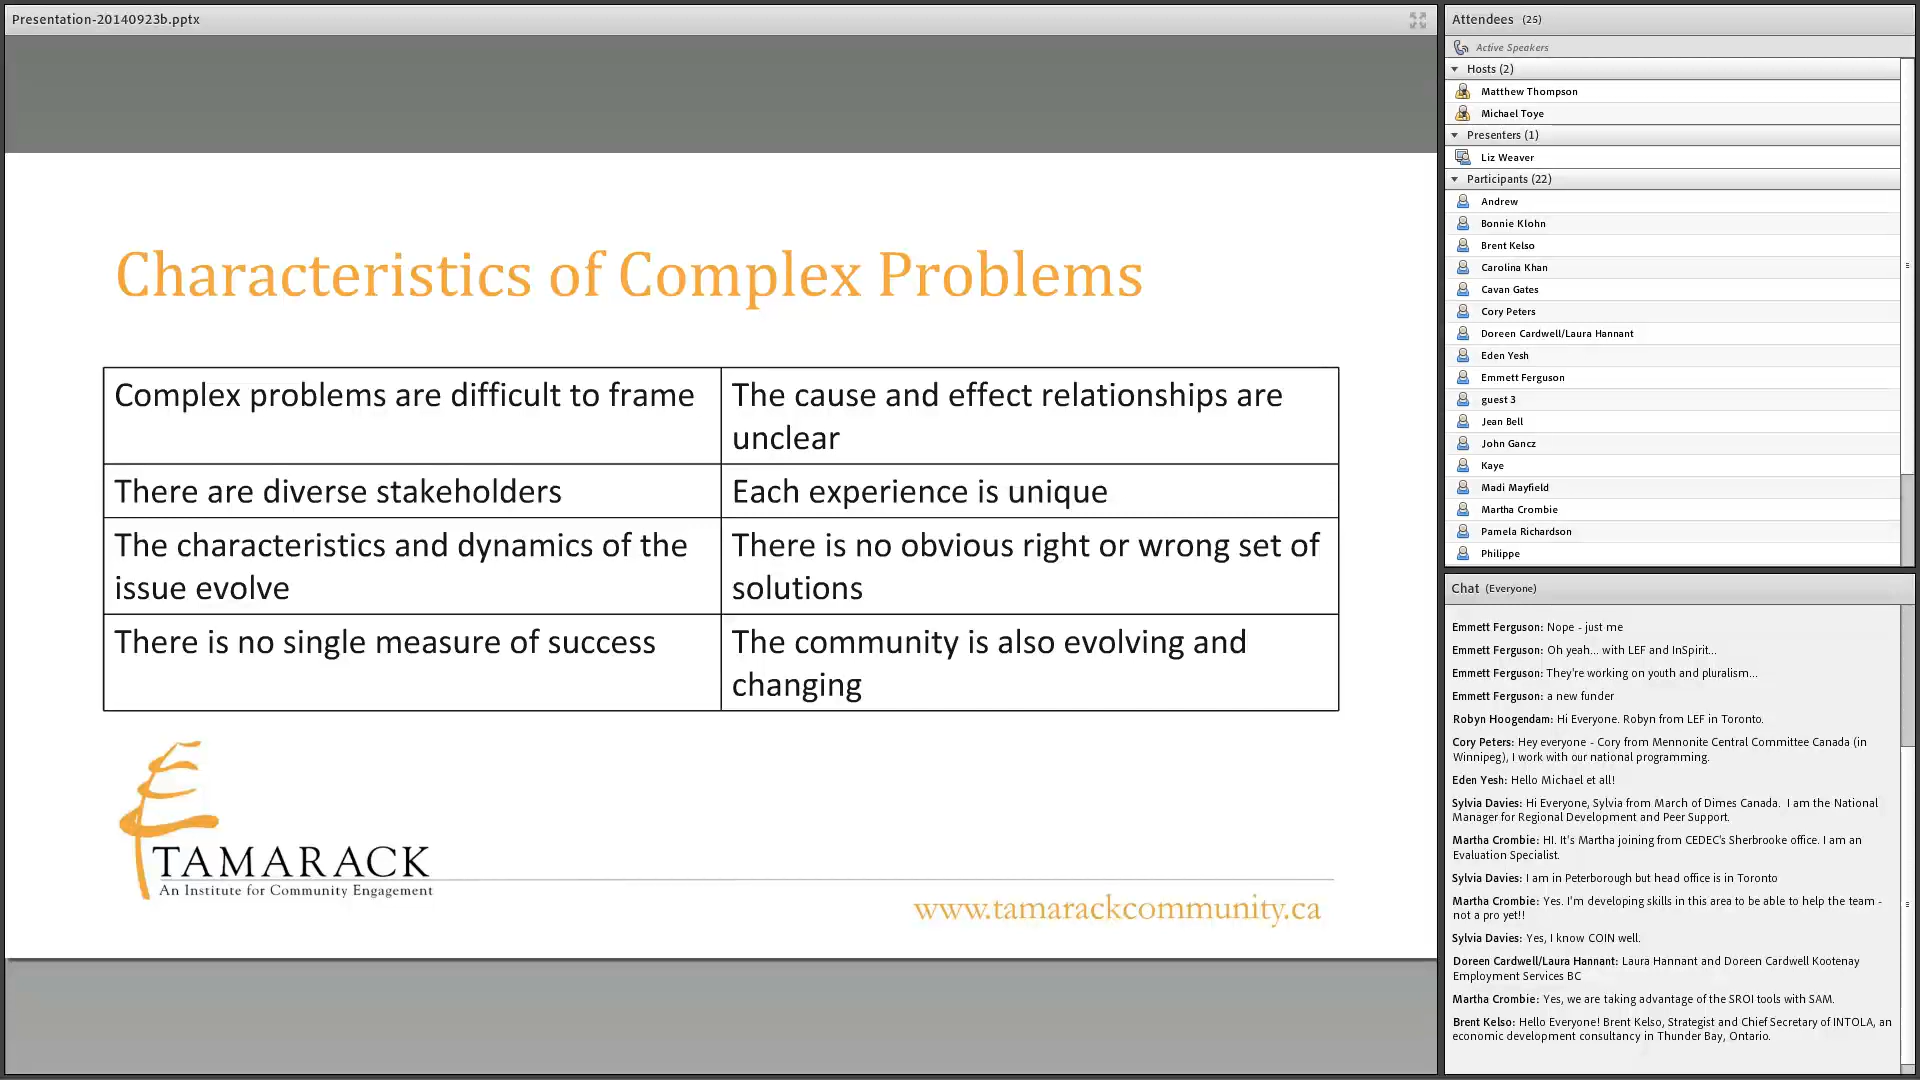 Presentation-20140923b.pptx
Characteristics of Complex Problems
Complex problems are difficult to frame
The cause and effect relationships are
unclear
There are diverse stakeholders
Each experience is unique
The characteristics and dynamics of the
issue evolve
There is no obvious right or wrong set of
solutions
There is no single measure of success
The community is also evolving and
changing
TAMARACK
An Institute for Community Engagement
www.tamarackcommunity.ca
Attendees (25)
Active Speakers
Hosts (2)
Matthew Thompson
Michael Toye
Presenters (1)
Liz Weaver
Participants (22)
Andrew
Bonnie Klohn
Brent Kelso
Carolina Khan
Cavan Gates
Cory Peters
Doreen Cardwell/Laura Hannant
Eden Yesh
Emmett Ferguson
guest 3
Jean Bell
John Gancz
Kaye
Madi Mayfield
Martha Crombie
Pamela Richardson
Philippe
Chat (Everyone)
Emmett Ferguson: Nope - just me
Emmett Ferguson: Oh yeah... with LEF and InSpirit...
Emmett Ferguson: They're working on youth and pluralism...
Emmett Ferguson: a new funder
Robyn Hoogendam: Hi Everyone. Robyn from LEF in Toronto.
Cory Peters: Hey everyone - Cory from Mennonite Central Committee Canada (in
Winnipeg), I work with our national programming.
Eden Yesh: Hello Michael et all!
Sylvia Davies: Hi Everyone, Sylvia from March of Dimes Canada.  I am the National
Manager for Regional Development and Peer Support.
Martha Crombie: HI. It's Martha joining from CEDEC's Sherbrooke office. I am an
Evaluation Specialist.
Sylvia Davies: I am in Peterborough but head office is in Toronto
Martha Crombie: Yes. I'm developing skills in this area to be able to help the team -
not a pro yet!!
Sylvia Davies: Yes, I know COIN well.
Doreen Cardwell/Laura Hannant: Laura Hannant and Doreen Cardwell Kootenay
Employment Services BC
Martha Crombie: Yes, we are taking advantage of the SROI tools with SAM.
Brent Kelso: Hello Everyone! Brent Kelso, Strategist and Chief Secretary of INTOLA, an
economic development consultancy in Thunder Bay, Ontario.